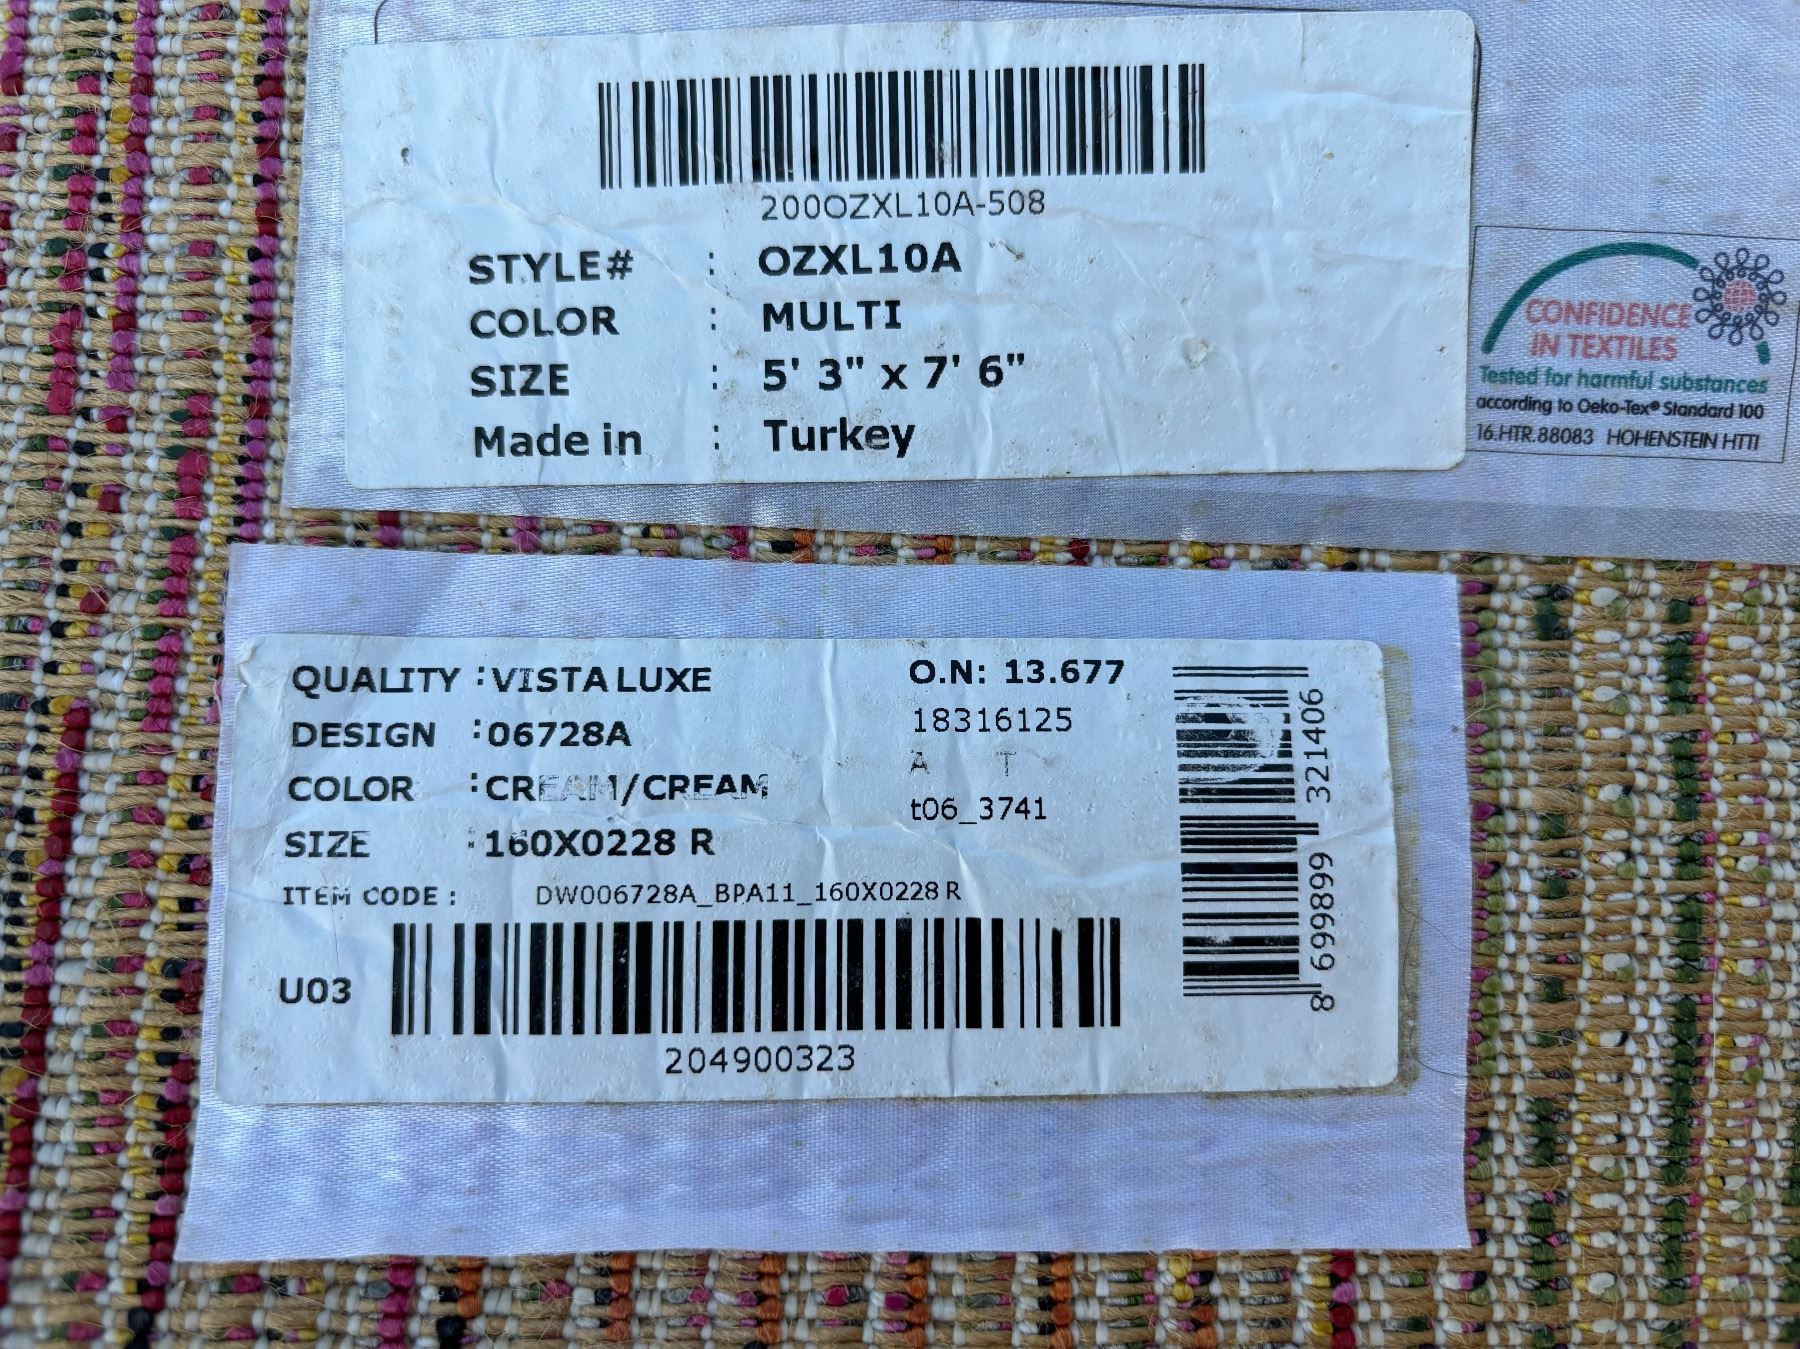 200OZXL10A-508
STYLE# : OZXL10A
COLOR : MULTI
SIZE : 5' 3" x 7' 6"
Made in : Turkey
CONFIDENCE
IN TEXTILES
Tested for harmful substances
according to Oeko-Tex® Standard 100
16.HTR.88083 HOHENSTEIN HTTI
QUALITY :VISTA LUXE
DESIGN :06728A
COLOR :CREAM/CREAM
SIZE :160X0228 R
ITEM CODE : DW006728A_BPA11_160X0228 R
O.N: 13.677
18316125
A T
t06_3741
U03
204900323
8 699899 321406